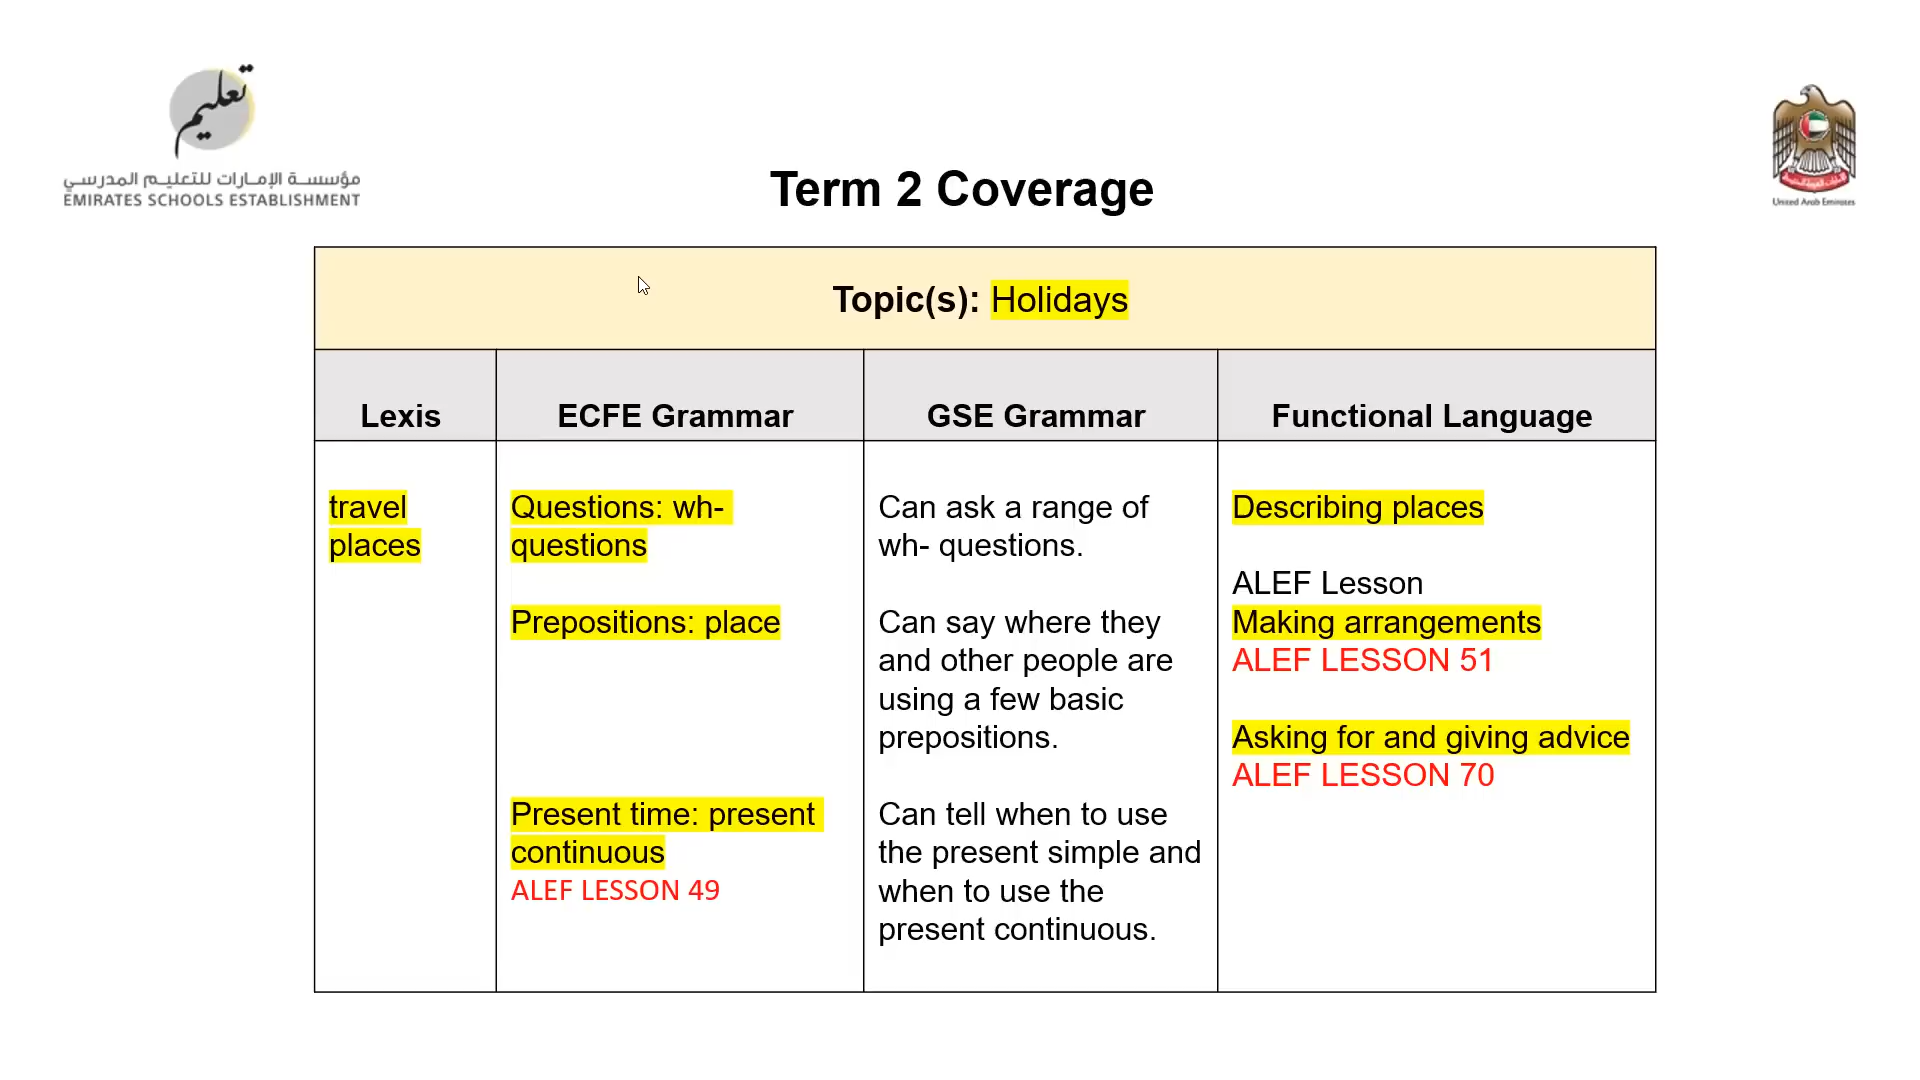 تعليم
مؤسسة الإمارات للتعليم المدرسي
EMIRATES SCHOOLS ESTABLISHMENT
United Arab Emirates
Term 2 Coverage
Topic(s): Holidays
Lexis
ECFE Grammar
GSE Grammar
Functional Language
travel
places
Questions: wh-
questions
Prepositions: place
Present time: present
continuous
ALEF LESSON 49
Can ask a range of
wh- questions.
Can say where they
and other people are
using a few basic
prepositions.
Can tell when to use
the present simple and
when to use the
present continuous.
Describing places
ALEF Lesson
Making arrangements
ALEF LESSON 51
Asking for and giving advice
ALEF LESSON 70